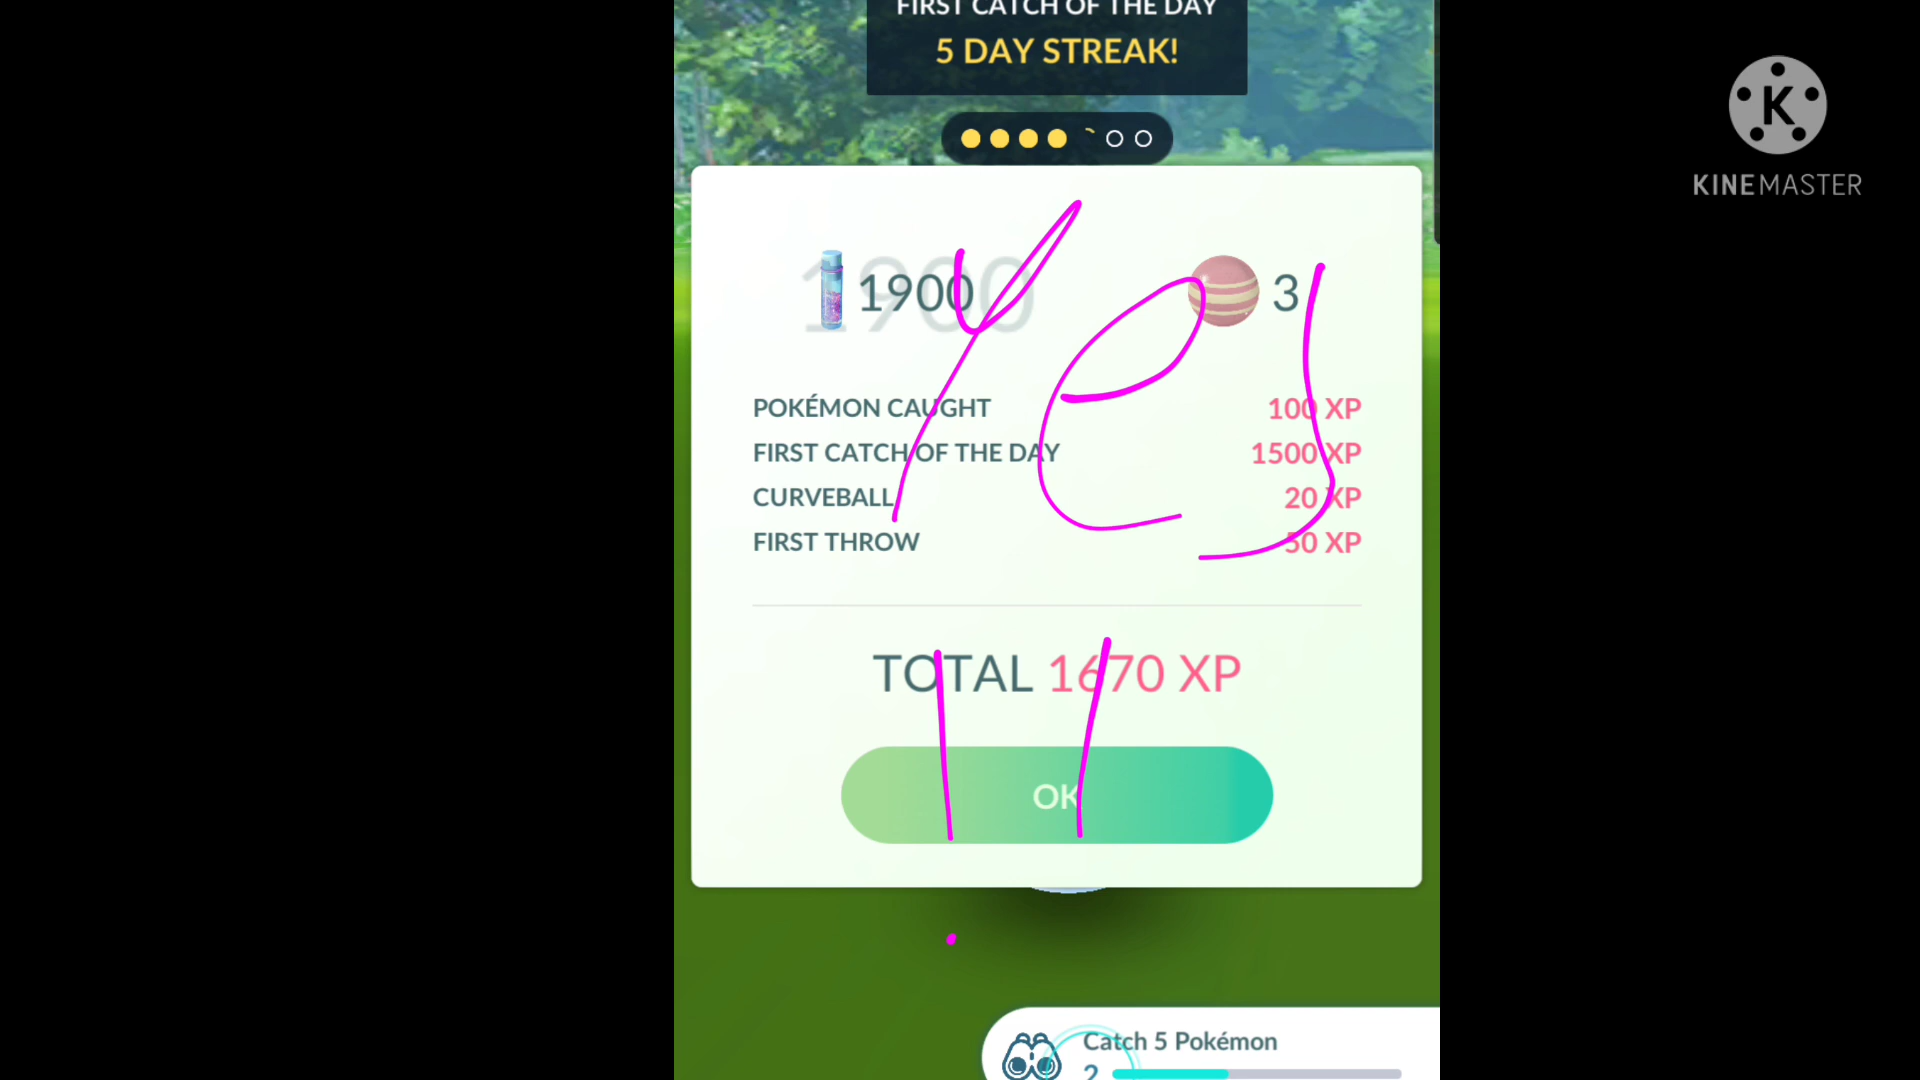 FIRST CATCH OF THE DAY
5 DAY STREAK!
K
KINEMASTER
1900 3
Yes
POKÉMON CAUGHT 100 XP
FIRST CATCH OF THE DAY 1500 XP
CURVEBALL 20 XP
FIRST THROW 50 XP
TOTAL 1670 XP
!!
OK
Catch 5 Pokémon
2